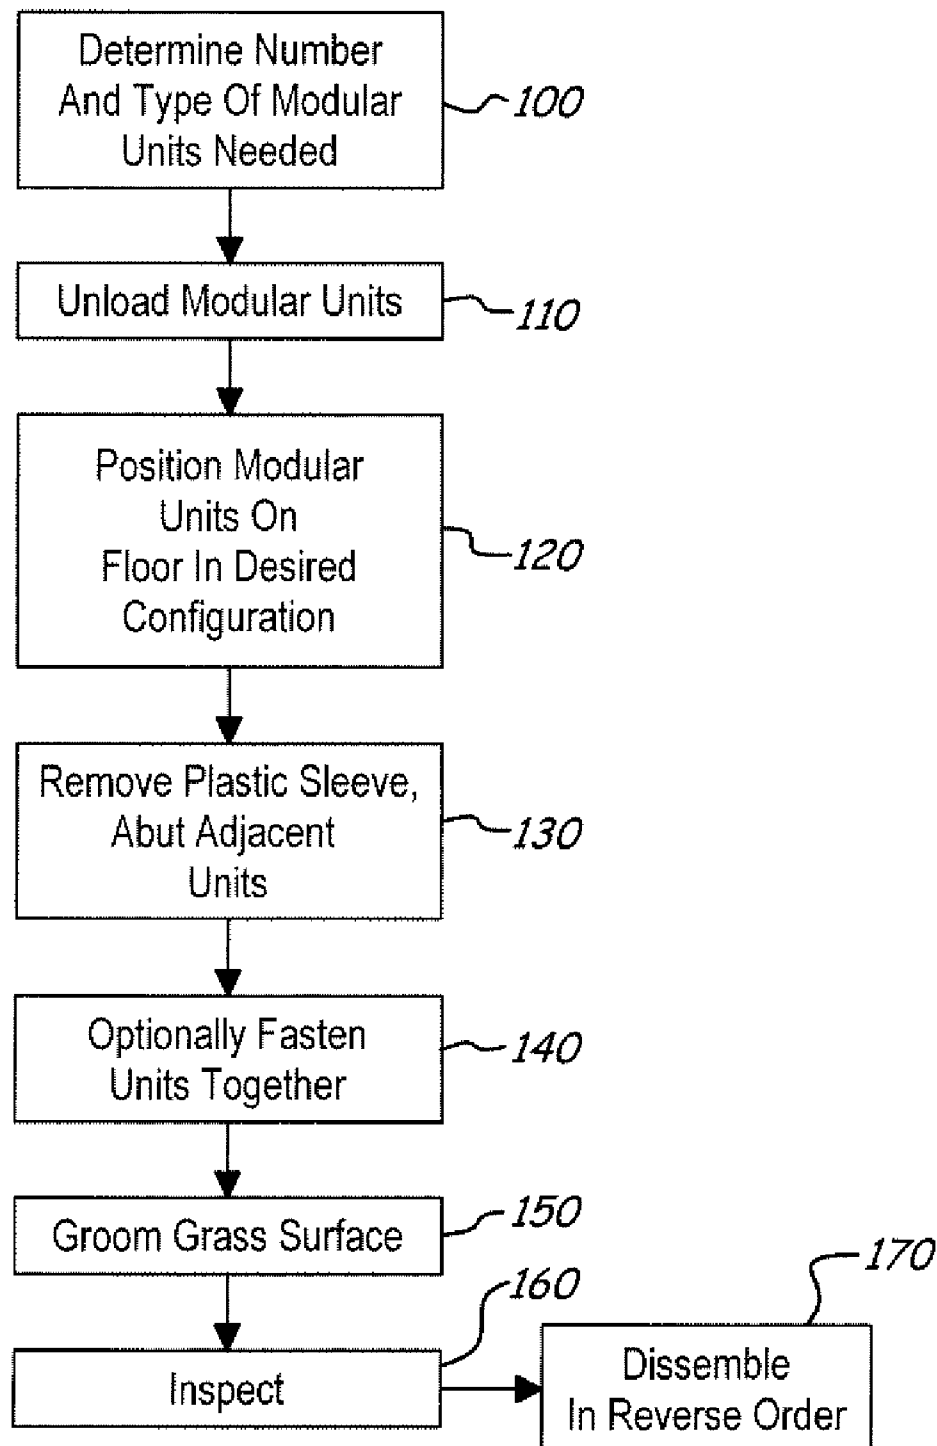 Determine Number
And Type Of Modular
Units Needed
100
Unload Modular Units
110
Position Modular
Units On
Floor In Desired
Configuration
120
Remove Plastic Sleeve,
Abut Adjacent
Units
130
Optionally Fasten
Units Together
140
Groom Grass Surface
150
Inspect
160
Dissemble
In Reverse Order
170